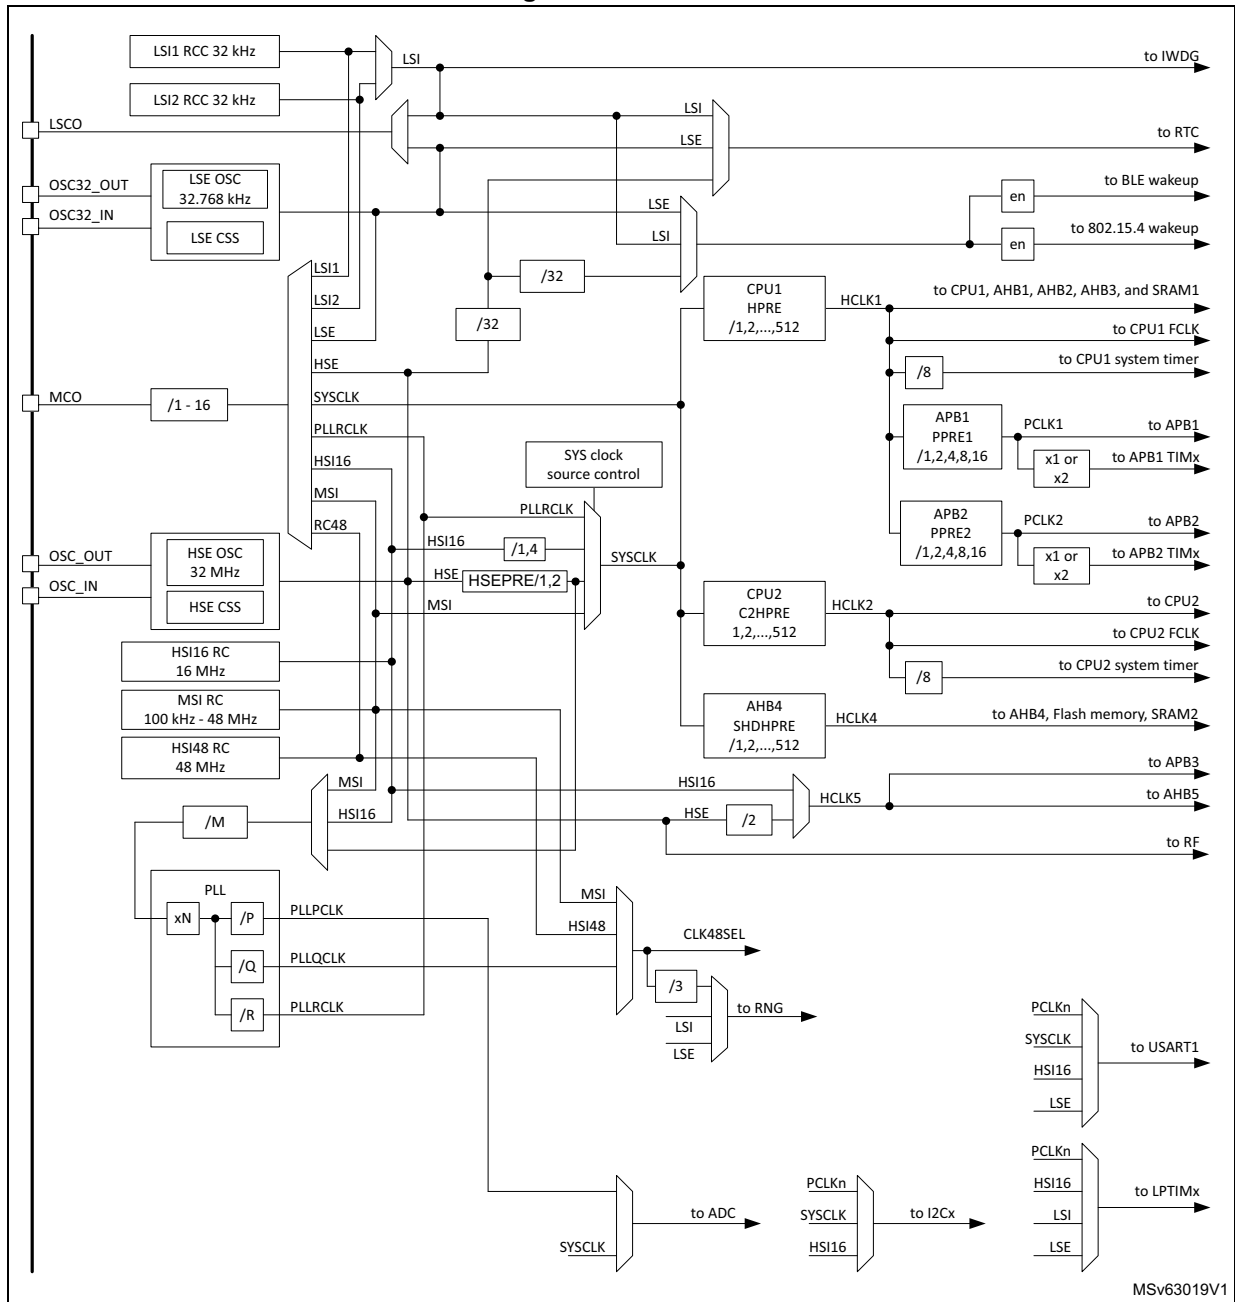 LSI1 RCC 32 kHz
LSI
to IWDG
LSI2 RCC 32 kHz
LSCO
LSI
LSE
to RTC
OSC32_OUT
OSC32_IN
LSE OSC
32.768 kHz
LSE CSS
LSE
LSI
en
to BLE wakeup
en
to 802.15.4 wakeup
LSI1
LSI2
LSE
HSE
SYSCLK
PLLRCLK
HSI16
MSI
RC48
/32
/32
CPU1
HPRE
/1,2,...,512
HCLK1
to CPU1, AHB1, AHB2, AHB3, and SRAM1
to CPU1 FCLK
/8
to CPU1 system timer
MCO
/1 - 16
APB1
PPRE1
/1,2,4,8,16
PCLK1
to APB1
x1 or
x2
to APB1 TIMx
SYS clock
source control
APB2
PPRE2
/1,2,4,8,16
PCLK2
to APB2
x1 or
x2
to APB2 TIMx
PLLRCLK
HSI16
/1,4
HSE
HSEPRE/1,2
MSI
SYSCLK
OSC_OUT
OSC_IN
HSE OSC
32 MHz
HSE CSS
CPU2
C2HPRE
1,2,...,512
HCLK2
to CPU2
to CPU2 FCLK
/8
to CPU2 system timer
HSI16 RC
16 MHz
MSI RC
100 kHz - 48 MHz
HSI48 RC
48 MHz
AHB4
SHDHPRE
/1,2,...,512
HCLK4
to AHB4, Flash memory, SRAM2
MSI
HSI16
/M
HSI16
HSE
/2
HCLK5
to APB3
to AHB5
to RF
PLL
xN
/P
PLLPCLK
/Q
PLLQCLK
/R
PLLRCLK
MSI
HSI48
CLK48SEL
/3
LSI
LSE
to RNG
PCLKn
SYSCLK
HSI16
LSE
to USART1
SYSCLK
to ADC
PCLKn
SYSCLK
HSI16
to I2Cx
PCLKn
HSI16
LSI
LSE
to LPTIMx
MSv63019V1